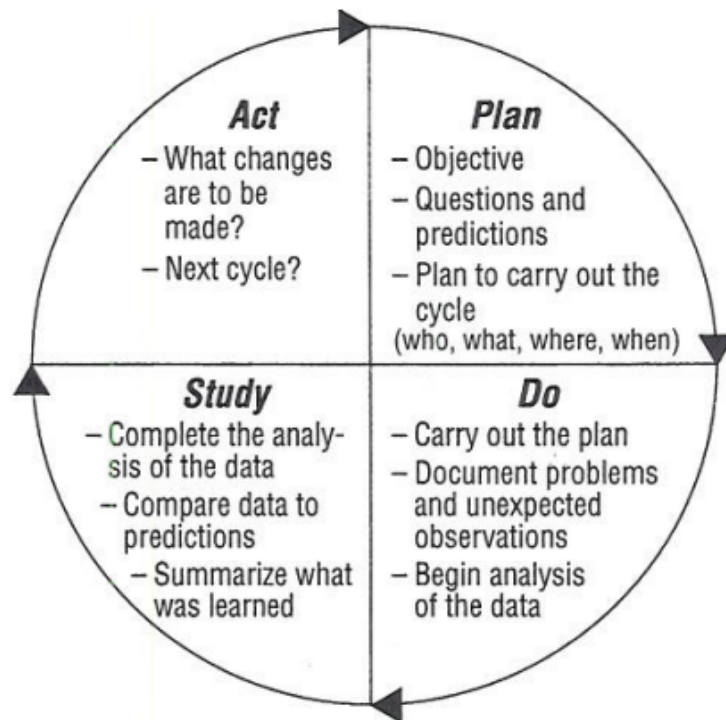 Act
– What changes
are to be
made?
– Next cycle?
Plan
– Objective
– Questions and
predictions
– Plan to carry out the
cycle
(who, what, where, when)
Study
– Complete the analy-
sis of the data
– Compare data to
predictions
– Summarize what
was learned
Do
– Carry out the plan
– Document problems
and unexpected
observations
– Begin analysis
of the data